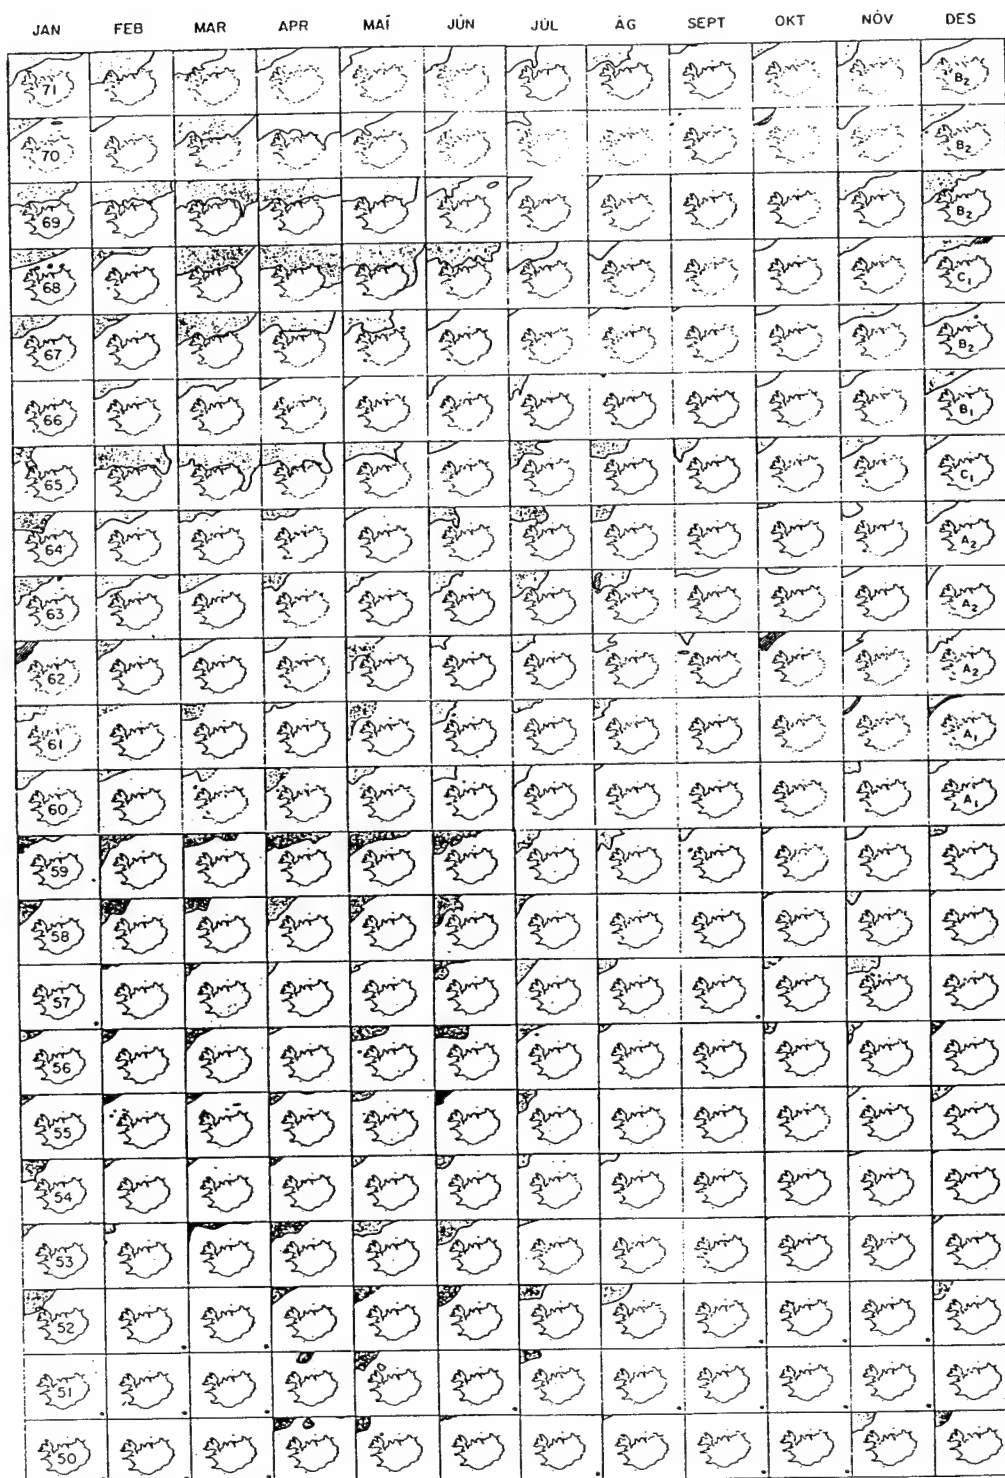 JAN FEB MAR APR MAÍ JÚN JÚL ÁG SEPT OKT NÓV DES
71 B₂
70 B₂
69 B₂
68 C₁
67 B₂
66 B₁
65 C₁
64 A₂
63 A₂
62 A₂
61 A₁
60 A₁
59
58
57
56
55
54
53
52
51
50